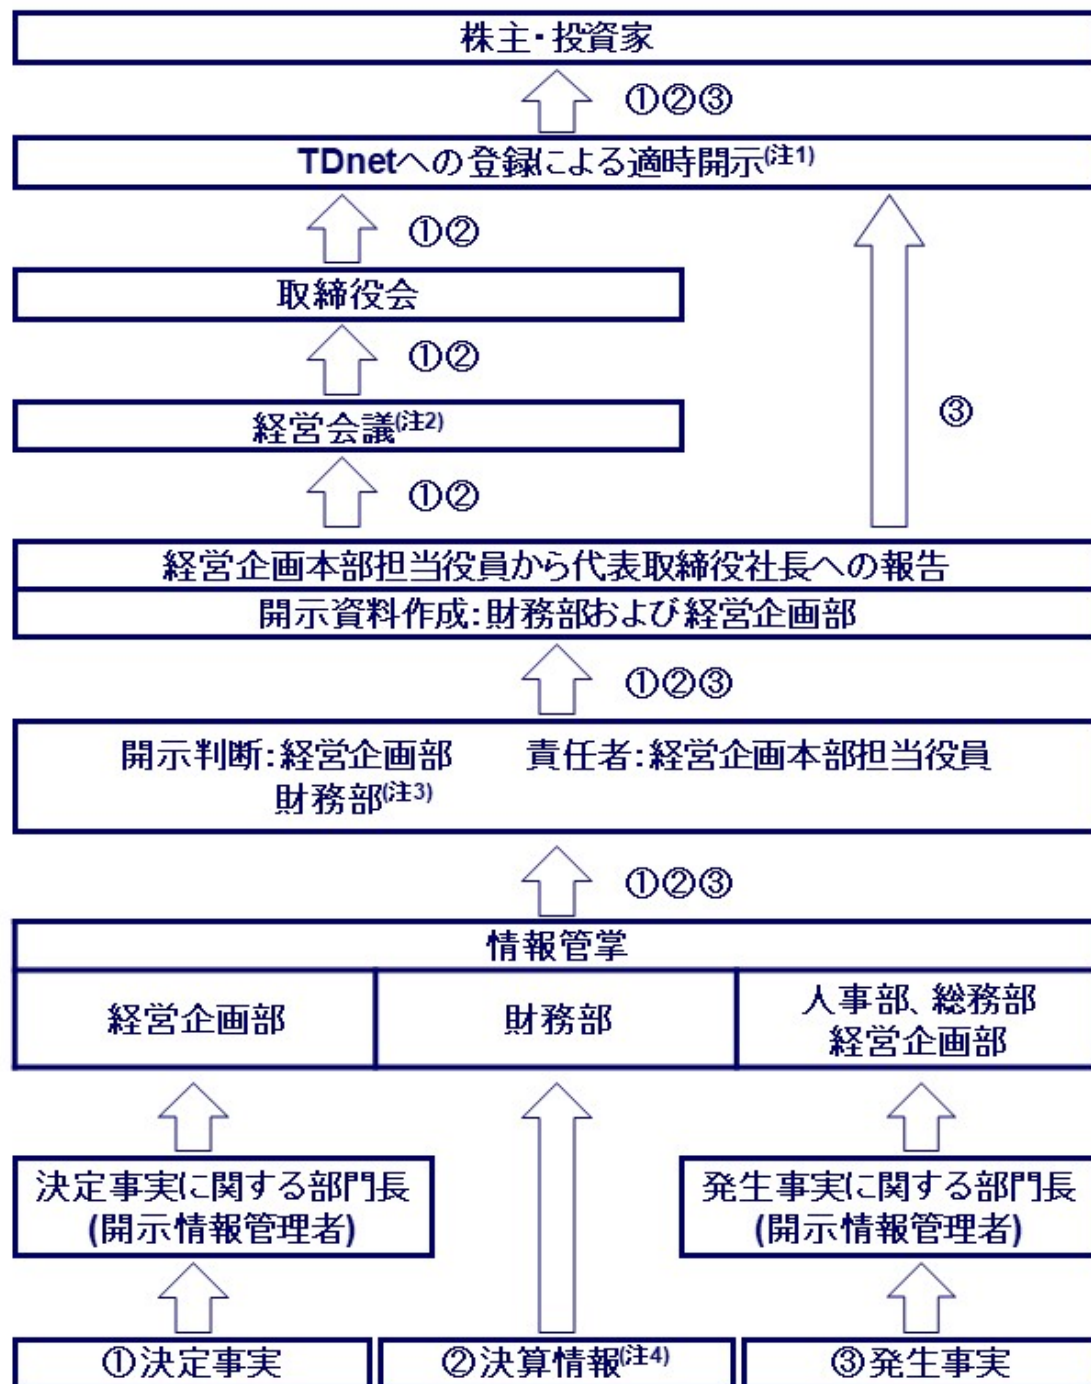 株主・投資家
①②③
TDnetへの登録による適時開示(注1)
①②
取締役会
①②
③
経営会議(注2)
①②
経営企画本部担当役員から代表取締役社長への報告
開示資料作成:財務部および経営企画部
①②③
開示判断:経営企画部 責任者:経営企画本部担当役員
財務部(注3)
①②③
情報管掌
経営企画部
財務部
人事部、総務部
経営企画部
決定事実に関する部門長
(開示情報管理者)
発生事実に関する部門長
(開示情報管理者)
①決定事実
②決算情報(注4)
③発生事実